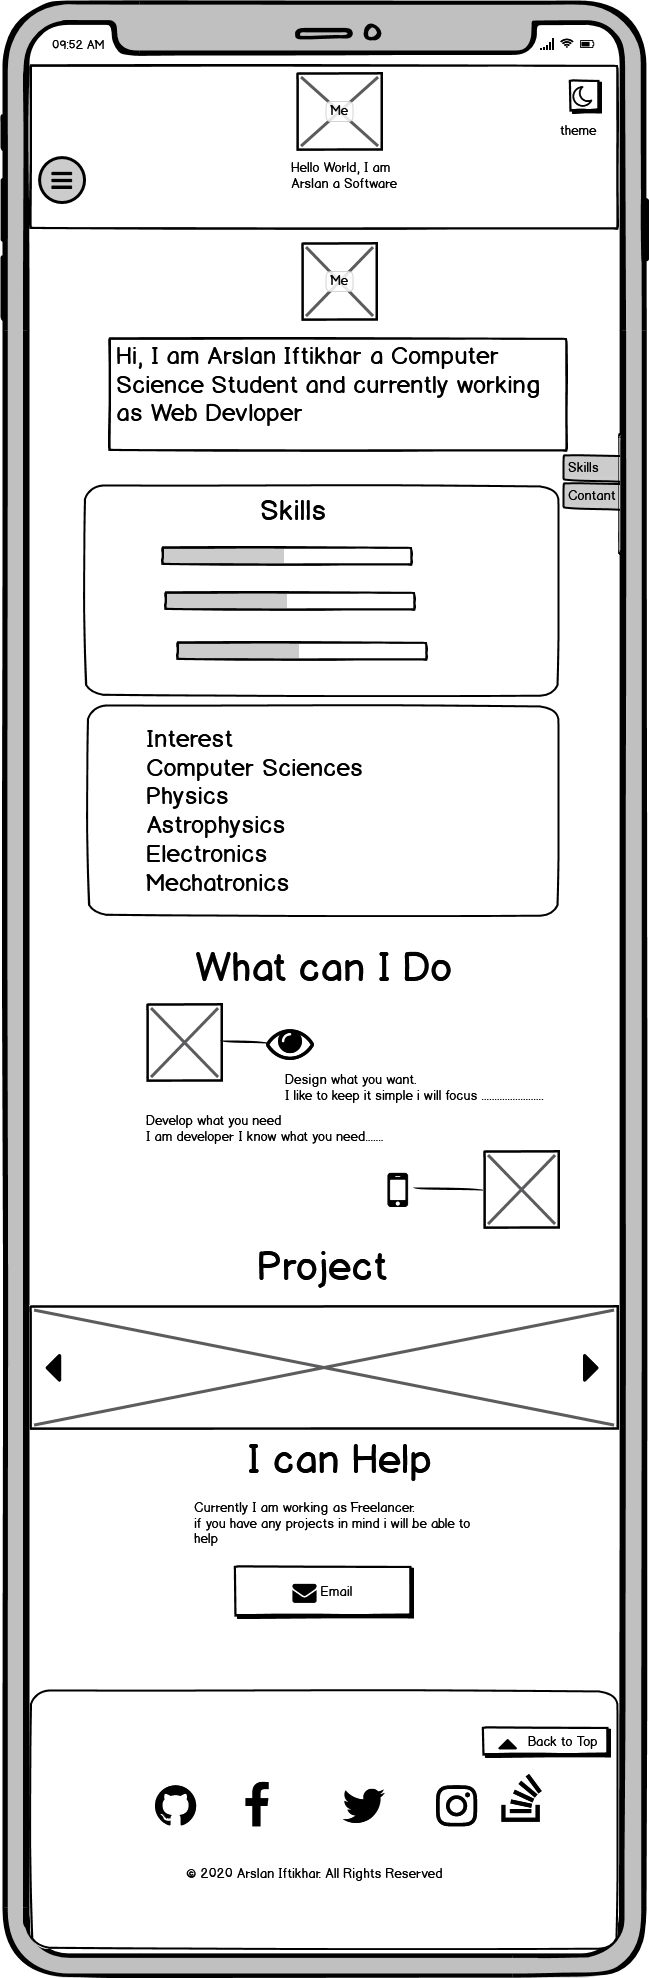 09:52 AM
Me
theme
Hello World, I am
Arslan a Software
Me
Hi, I am Arslan Iftikhar a Computer
Science Student and currently working
as Web Devloper
Skills
Contant
Skills
Interest
Computer Sciences
Physics
Astrophysics
Electronics
Mechatronics
What can I Do
Design what you want.
I like to keep it simple i will focus ........................
Develop what you need
I am developer I know what you need.......
Project
I can Help
Currently I am working as Freelancer.
if you have any projects in mind i will be able to
help
Email
Back to Top
© 2020 Arslan Iftikhar. All Rights Reserved